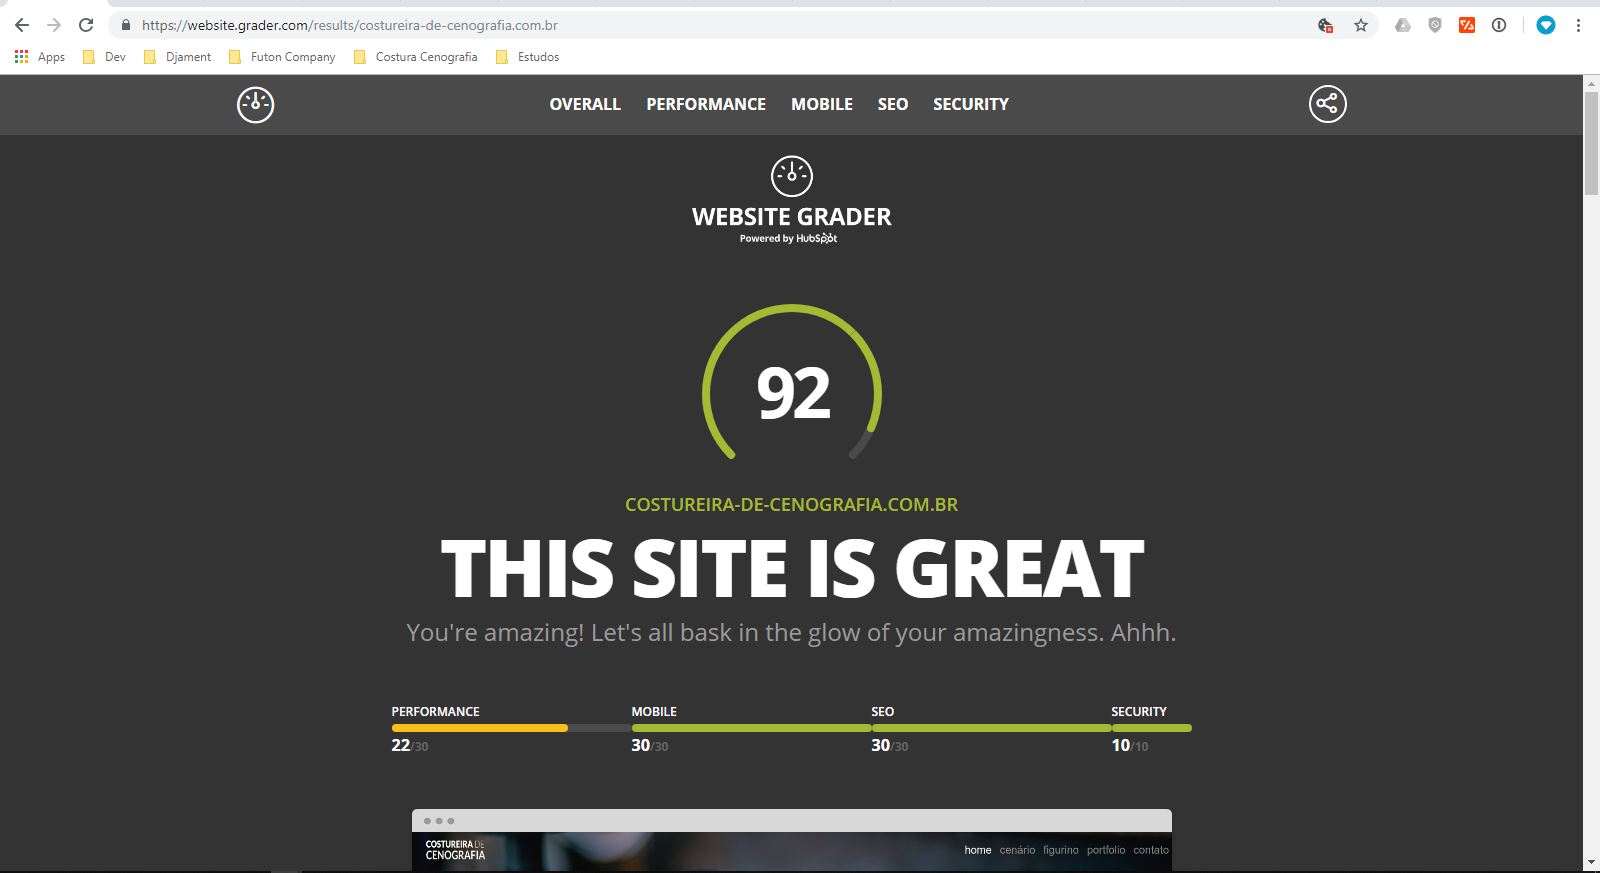 https://website.grader.com/results/costureira-de-cenografia.com.br
Apps Dev Djament Futon Company Costura Cenografia Estudos
OVERALL PERFORMANCE MOBILE SEO SECURITY
WEBSITE GRADER
Powered by HubSpot
92
COSTUREIRA-DE-CENOGRAFIA.COM.BR
THIS SITE IS GREAT
You're amazing! Let's all bask in the glow of your amazingness. Ahhh.
PERFORMANCE MOBILE SEO SECURITY
22/30 30/30 30/30 10/10
COSTUREIRA DE
CENOGRAFIA
home cenário figurino portfolio contato